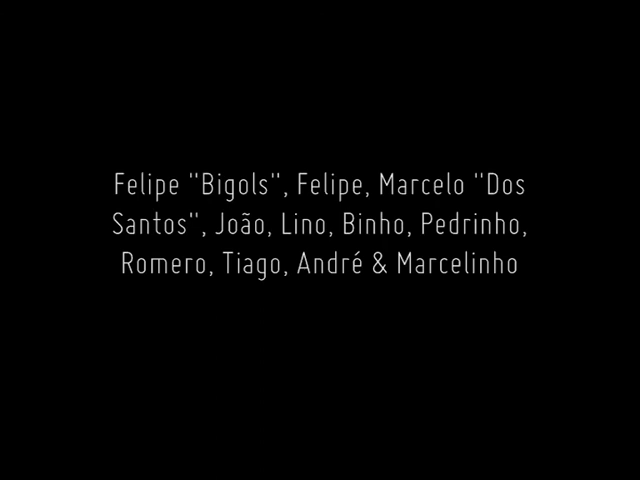 Felipe "Bigols", Felipe, Marcelo "Dos
Santos", João, Lino, Binho, Pedrinho,
Romero, Tiago, André & Marcelinho